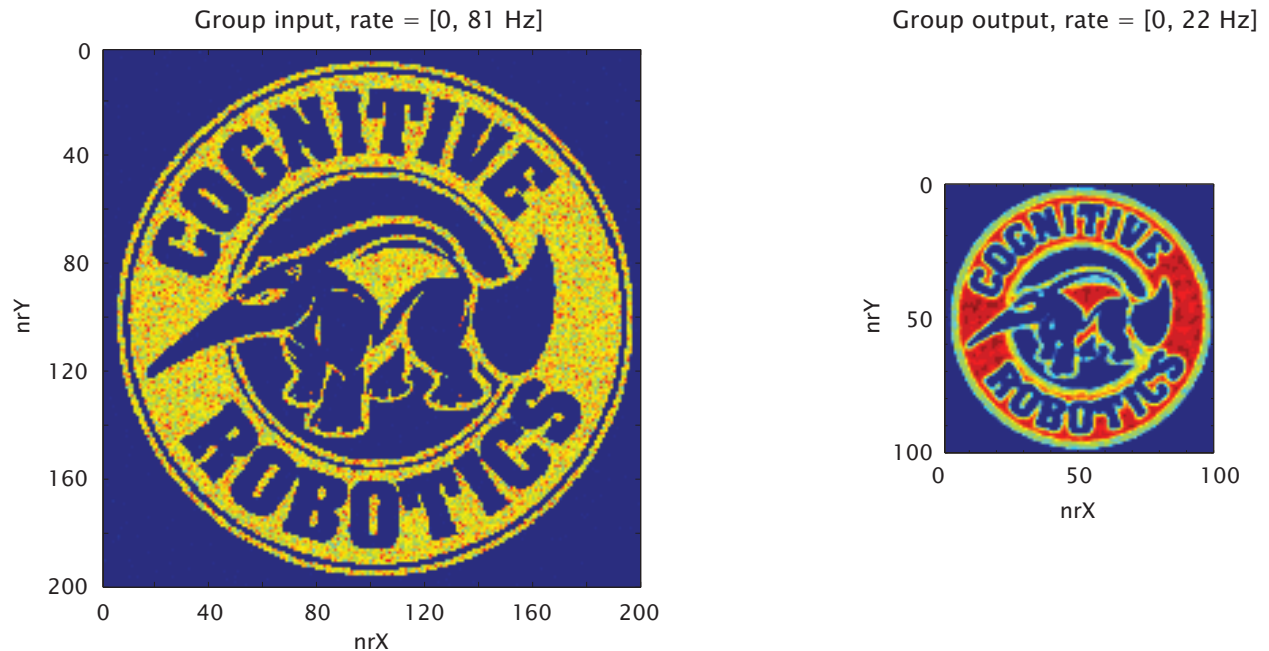 Group input, rate = [0, 81 Hz]
0
40
80
120
160
200
nrY
COGNITIVE
ROBOTICS
0
40
80
120
160
200
nrX
Group output, rate = [0, 22 Hz]
0
50
100
nrY
COGNITIVE
ROBOTICS
0
50
100
nrX